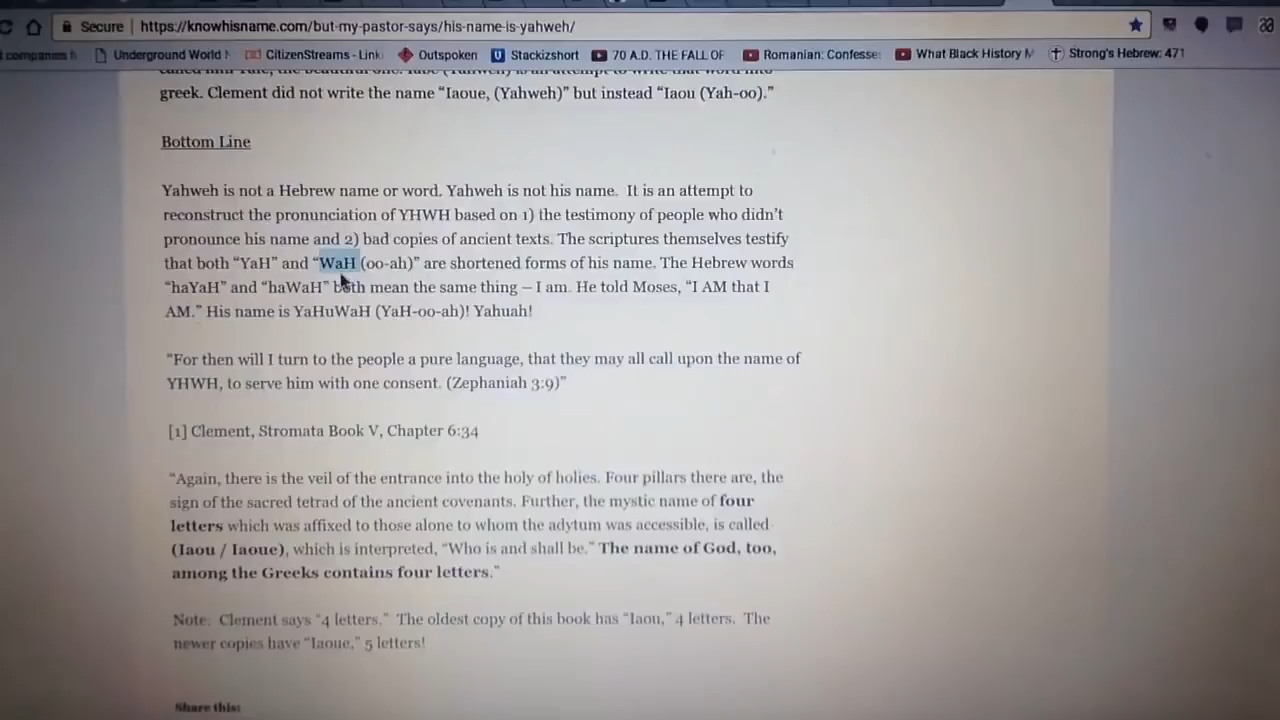 Secure | https://knowhisname.com/but-my-pastor-says/his-name-is-yahweh/
Underground World CitizenStreams - Link Outspoken Stackizshort 70 A.D. THE FALL OF Romanian: Confesse What Black History M Strong's Hebrew: 471
greek. Clement did not write the name “Iaoue, (Yahweh)” but instead “Iaou (Yah-oo).”
Bottom Line
Yahweh is not a Hebrew name or word. Yahweh is not his name. It is an attempt to
reconstruct the pronunciation of YHWH based on 1) the testimony of people who didn’t
pronounce his name and 2) bad copies of ancient texts. The scriptures themselves testify
that both “YaH” and “WaH (oo-ah)” are shortened forms of his name. The Hebrew words
“haYaH” and “haWaH” both mean the same thing – I am. He told Moses, “I AM that I
AM.” His name is YaHuWaH (YaH-oo-ah)! Yahuah!
“For then will I turn to the people a pure language, that they may all call upon the name of
YHWH, to serve him with one consent. (Zephaniah 3:9)”
[1] Clement, Stromata Book V, Chapter 6:34
“Again, there is the veil of the entrance into the holy of holies. Four pillars there are, the
sign of the sacred tetrad of the ancient covenants. Further, the mystic name of four
letters which was affixed to those alone to whom the adytum was accessible, is called
(Iaou / Iaoue), which is interpreted, “Who is and shall be.” The name of God, too,
among the Greeks contains four letters.”
Note: Clement says “4 letters.” The oldest copy of this book has “Iaou,” 4 letters. The
newer copies have “Iaoue,” 5 letters!
Share this: